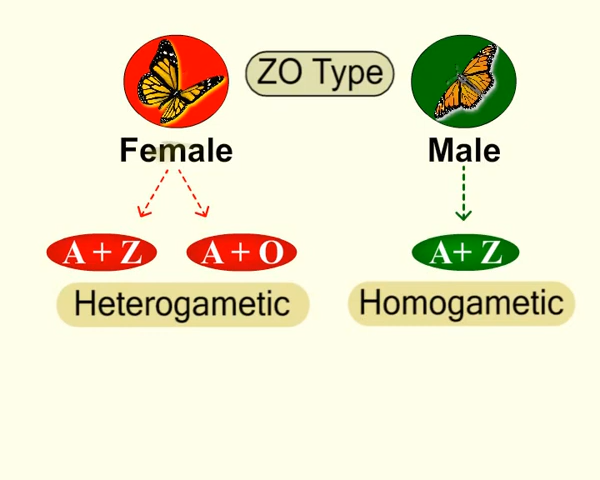 ZO Type
Female
Male
A + Z
A + O
A+ Z
Heterogametic
Homogametic